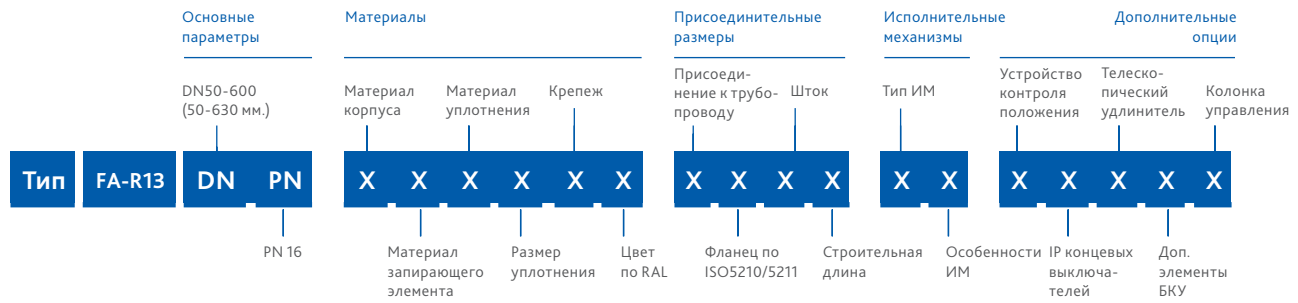 Основные
параметры
Материалы
Присоединительные
размеры
Исполнительные
механизмы
Дополнительные
опции
DN50-600
(50-630 мм.)
Материал
корпуса
Материал
уплотнения
Крепеж
Присоеди-
нение к трубо-
проводу
Шток
Тип ИМ
Устройство
контроля
положения
Телеско-
пический
удлинитель
Колонка
управления
Тип FA-R13 DN PN X X X X X X X X X X X X X X X X X
PN 16
Материал
запирающего
элемента
Размер
уплотнения
Цвет
по RAL
Фланец по
ISO5210/5211
Строительная
длина
Особенности
ИМ
IP концевых
выключа-
телей
Доп.
элементы
БКУ